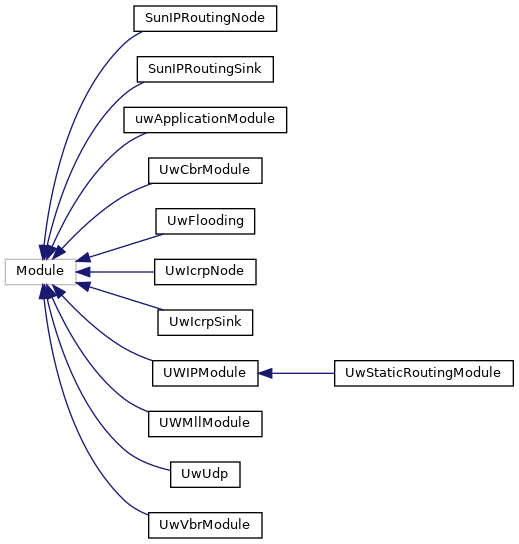 SunIPRoutingNode
SunIPRoutingSink
uwApplicationModule
UwCbrModule
UwFlooding
Module
UwIcrpNode
UwIcrpSink
UWIPModule
UwStaticRoutingModule
UWMllModule
UwUdp
UwVbrModule